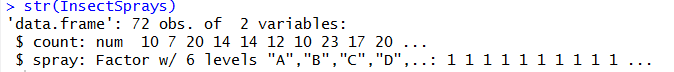 > str(InsectSprays)
'data.frame': 72 obs. of  2 variables:
 $ count: num  10 7 20 14 14 12 10 23 17 20 ...
 $ spray: Factor w/ 6 levels "A","B","C","D",..: 1 1 1 1 1 1 1 1 1 1 ...